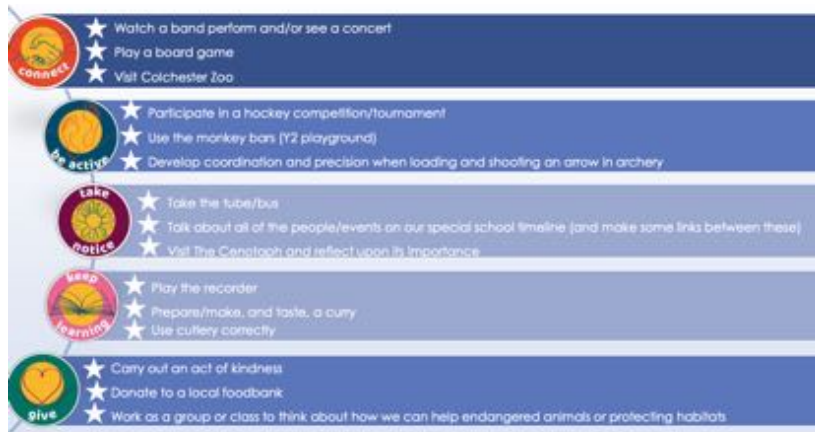 connect
Watch a band perform and/or see a concert
Play a board game
Visit Colchester Zoo
be active
Participate in a hockey competition/tournament
Use the monkey bars (Y2 playground)
Develop coordination and precision when loading and shooting an arrow in archery
take notice
Take the tube/bus
Talk about all of the people/events on our special school timeline (and make some links between these)
Visit The Cenotaph and reflect upon its importance
keep learning
Play the recorder
Prepare/make, and taste, a curry
Use cutlery correctly
give
Carry out an act of kindness
Donate to a local foodbank
Work as a group or class to think about how we can help endangered animals or protecting habitats